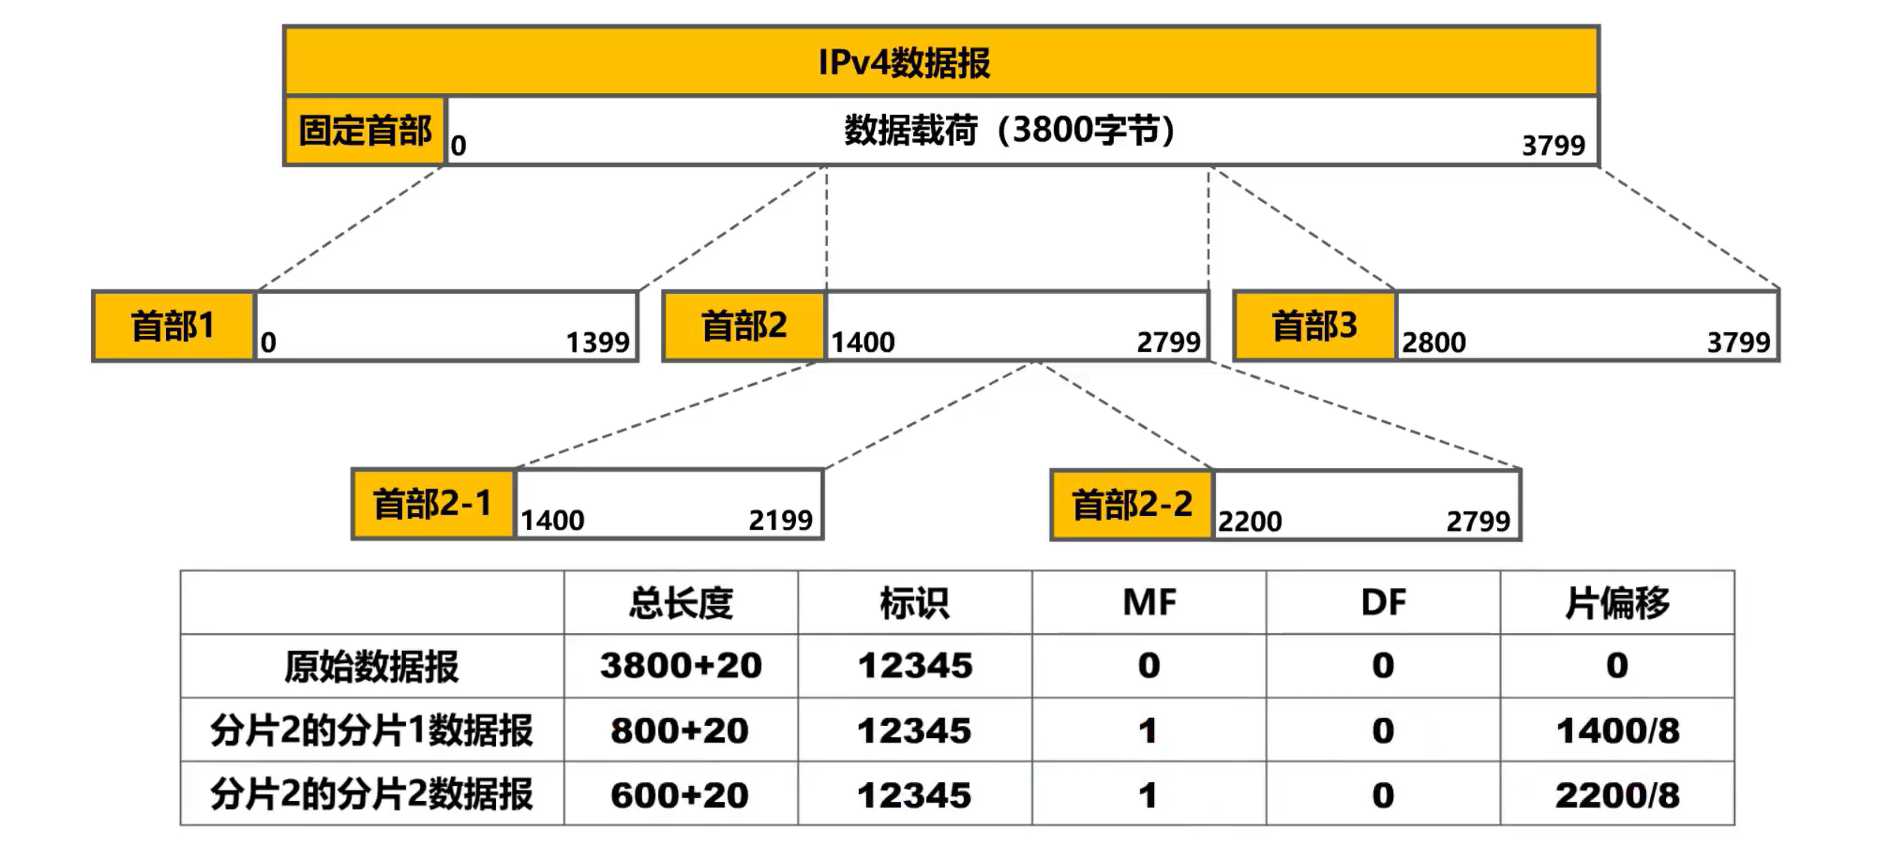 IPv4数据报
固定首部 0 数据载荷（3800字节） 3799
首部1 0 1399 首部2 1400 2799 首部3 2800 3799
首部2-1 1400 2199 首部2-2 2200 2799
总长度 标识 MF DF 片偏移
原始数据报 3800+20 12345 0 0 0
分片2的分片1数据报 800+20 12345 1 0 1400/8
分片2的分片2数据报 600+20 12345 1 0 2200/8